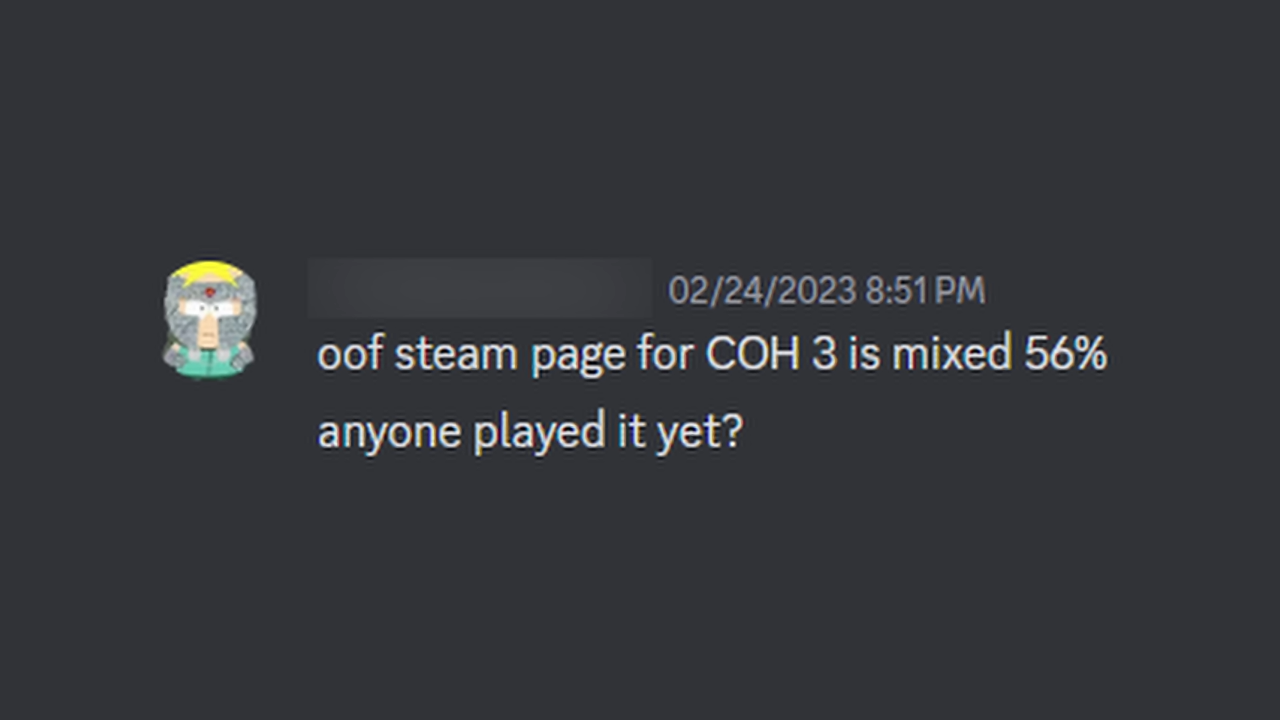 02/24/2023 8:51 PM
oof steam page for COH 3 is mixed 56%
anyone played it yet?